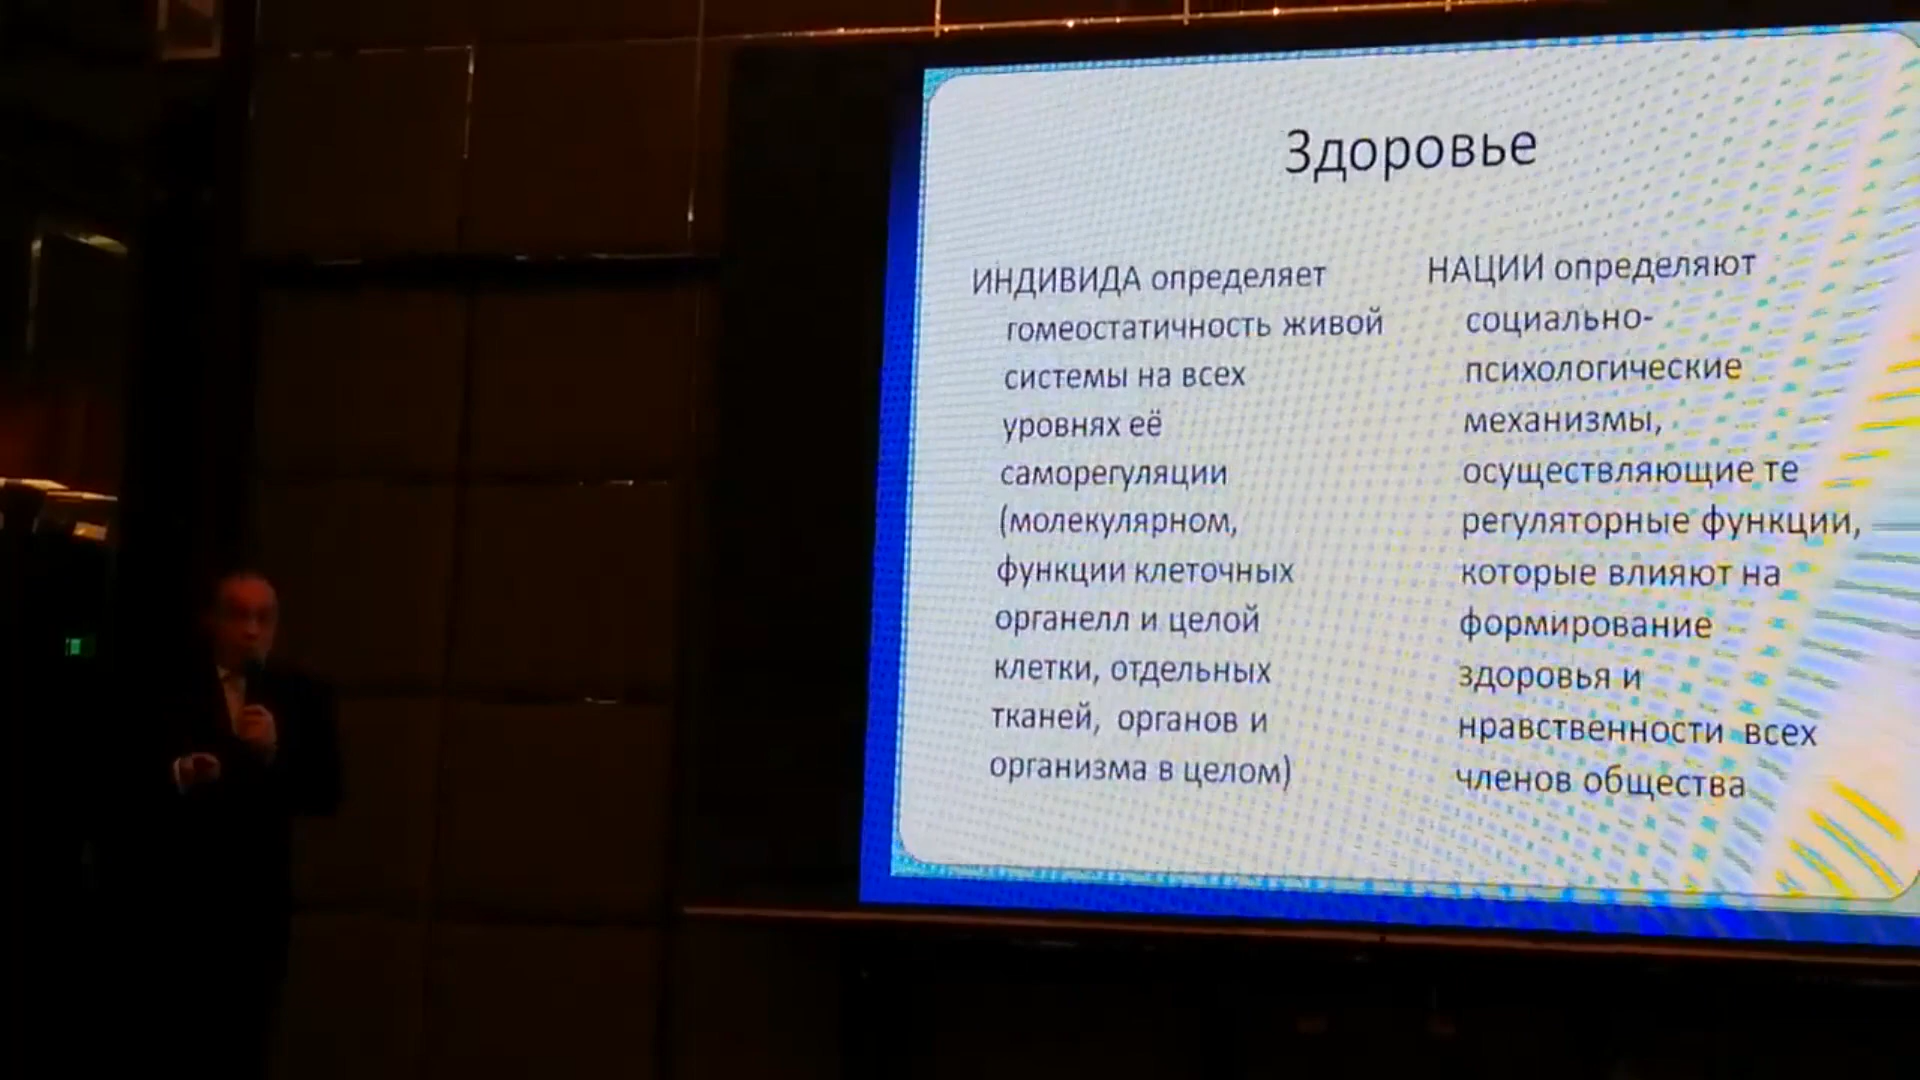 Здоровье
ИНДИВИДА определяет
гомеостатичность живой
системы на всех
уровнях её
саморегуляции
(молекулярном,
функции клеточных
органелл и целой
клетки, отдельных
тканей, органов и
организма в целом)
НАЦИИ определяют
социально-
психологические
механизмы,
осуществляющие те
регуляторные функции,
которые влияют на
формирование
здоровья и
нравственности всех
членов общества